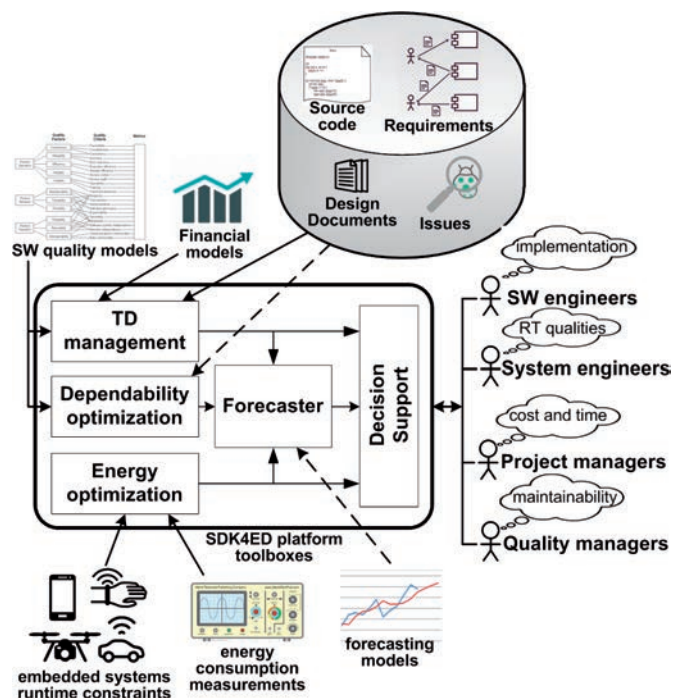 Source
code
Requirements
Design
Documents
Issues
SW quality models
Financial
models
implementation
SW engineers
TD
management
RT qualities
System engineers
Dependability
optimization
Forecaster
Decision
Support
cost and time
Project managers
Energy
optimization
maintainability
Quality managers
SDK4ED platform
toolboxes
embedded systems
runtime constraints
energy
consumption
measurements
forecasting
models